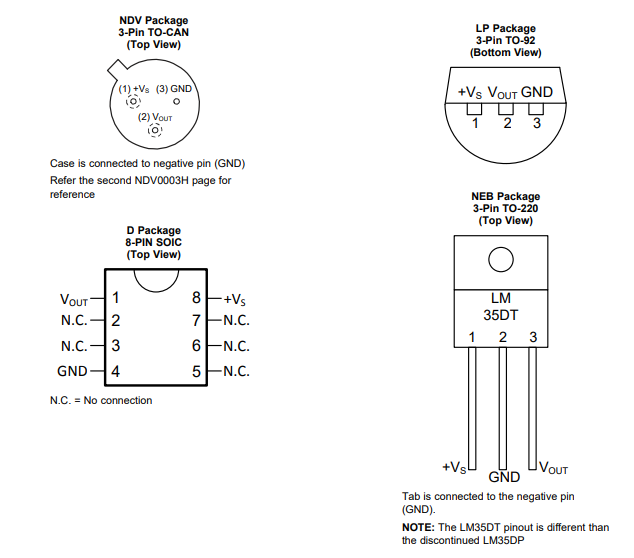 NDV Package
3-Pin TO-CAN
(Top View)
(1) +VS (3) GND
(2) VOUT
Case is connected to negative pin (GND)
Refer the second NDV0003H page for
reference
D Package
8-PIN SOIC
(Top View)
VOUT 1 8 +VS
N.C. 2 7 N.C.
N.C. 3 6 N.C.
GND 4 5 N.C.
N.C. = No connection
LP Package
3-Pin TO-92
(Bottom View)
+VS VOUT GND
1 2 3
NEB Package
3-Pin TO-220
(Top View)
LM
35DT
1 2 3
+VS GND VOUT
Tab is connected to the negative pin
(GND).
NOTE: The LM35DT pinout is different than
the discontinued LM35DP